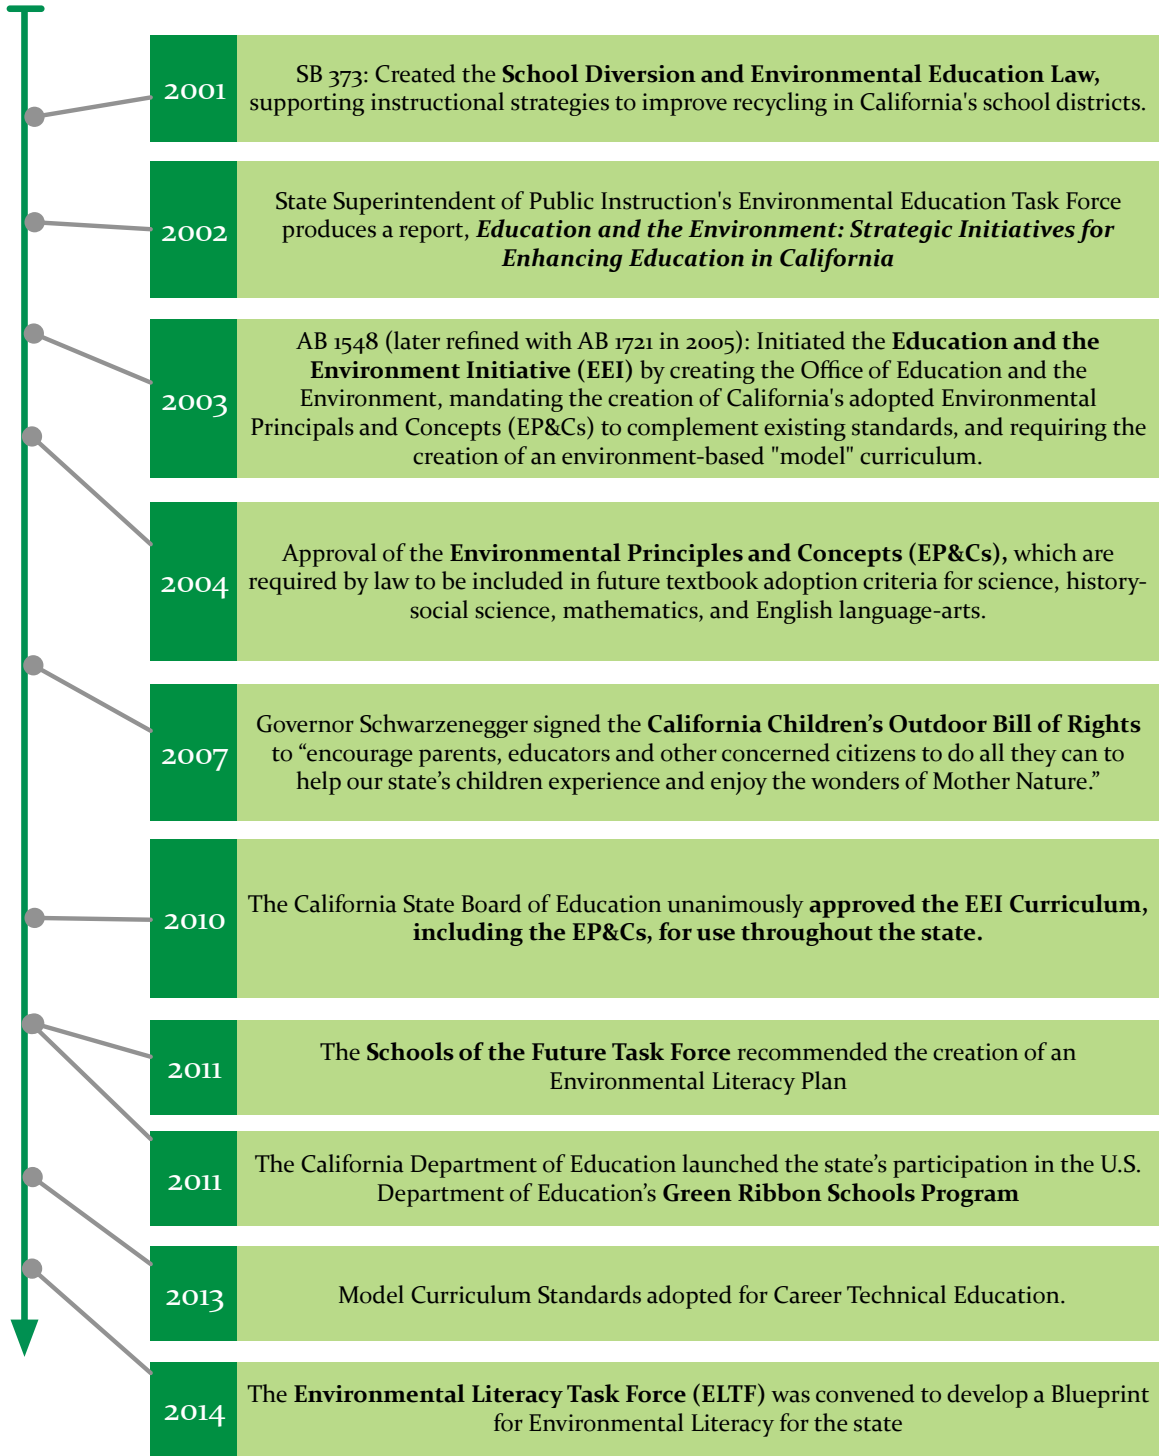 2001
SB 373: Created the School Diversion and Environmental Education Law,
supporting instructional strategies to improve recycling in California's school districts.
2002
State Superintendent of Public Instruction's Environmental Education Task Force
produces a report, Education and the Environment: Strategic Initiatives for
Enhancing Education in California
2003
AB 1548 (later refined with AB 1721 in 2005): Initiated the Education and the
Environment Initiative (EEI) by creating the Office of Education and the
Environment, mandating the creation of California's adopted Environmental
Principals and Concepts (EP&Cs) to complement existing standards, and requiring the
creation of an environment-based "model" curriculum.
2004
Approval of the Environmental Principles and Concepts (EP&Cs), which are
required by law to be included in future textbook adoption criteria for science, history-
social science, mathematics, and English language-arts.
2007
Governor Schwarzenegger signed the California Children’s Outdoor Bill of Rights
to “encourage parents, educators and other concerned citizens to do all they can to
help our state’s children experience and enjoy the wonders of Mother Nature.”
2010
The California State Board of Education unanimously approved the EEI Curriculum,
including the EP&Cs, for use throughout the state.
2011
The Schools of the Future Task Force recommended the creation of an
Environmental Literacy Plan
2011
The California Department of Education launched the state’s participation in the U.S.
Department of Education’s Green Ribbon Schools Program
2013
Model Curriculum Standards adopted for Career Technical Education.
2014
The Environmental Literacy Task Force (ELTF) was convened to develop a Blueprint
for Environmental Literacy for the state